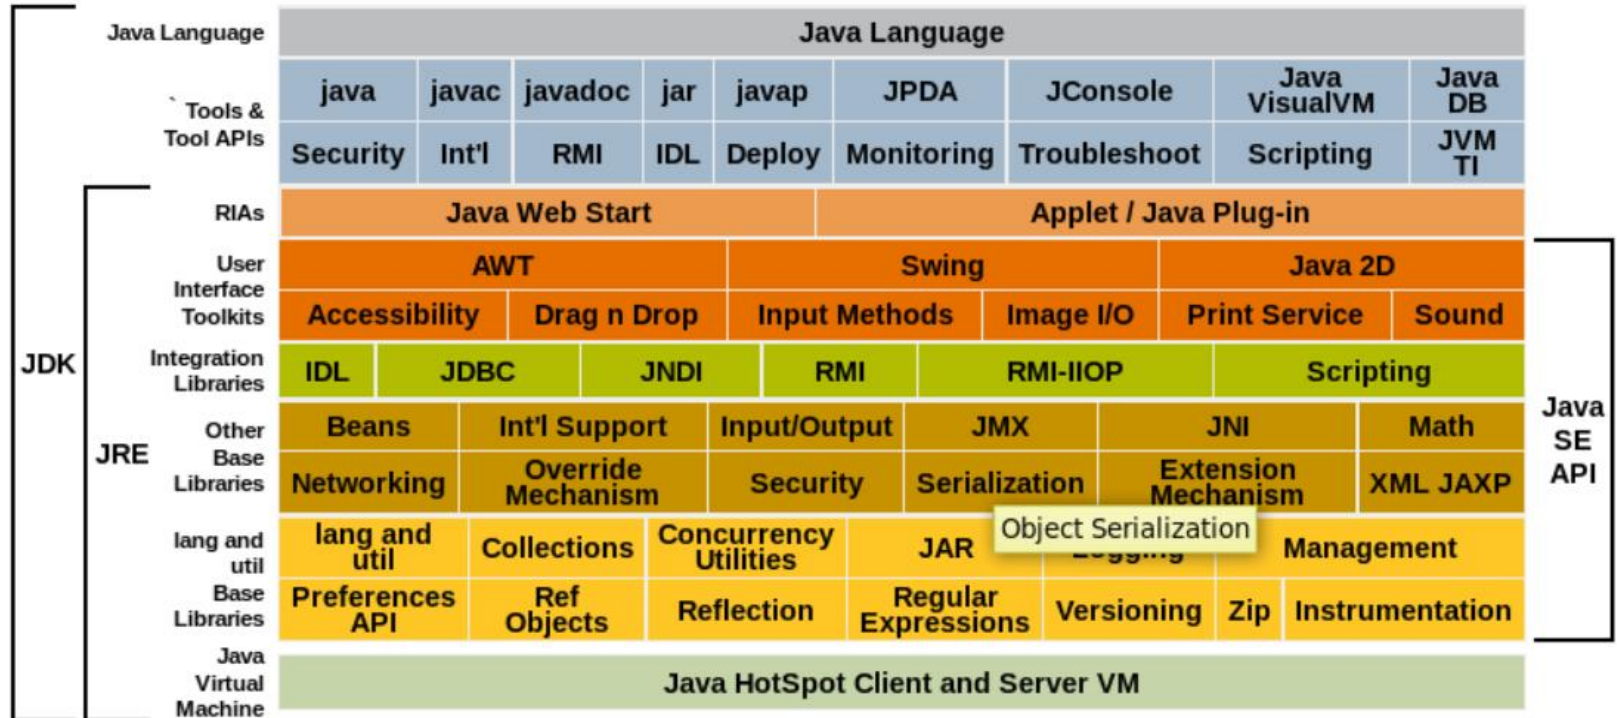 Java Language
Java Language
` Tools &
Tool APIs
java javac javadoc jar javap JPDA JConsole Java VisualVM Java DB
Security Int'l RMI IDL Deploy Monitoring Troubleshoot Scripting JVM TI
RIAs
Java Web Start Applet / Java Plug-in
User
Interface
Toolkits
AWT Swing Java 2D
Accessibility Drag n Drop Input Methods Image I/O Print Service Sound
JDK
Integration
Libraries
IDL JDBC JNDI RMI RMI-IIOP Scripting
JRE
Other
Base
Libraries
Beans Int'l Support Input/Output JMX JNI Math
Networking Override Mechanism Security Serialization Extension Mechanism XML JAXP
Java
SE
API
Object Serialization
lang and
util
Base
Libraries
lang and util Collections Concurrency Utilities JAR Management
Preferences API Ref Objects Reflection Regular Expressions Versioning Zip Instrumentation
Java
Virtual
Machine
Java HotSpot Client and Server VM